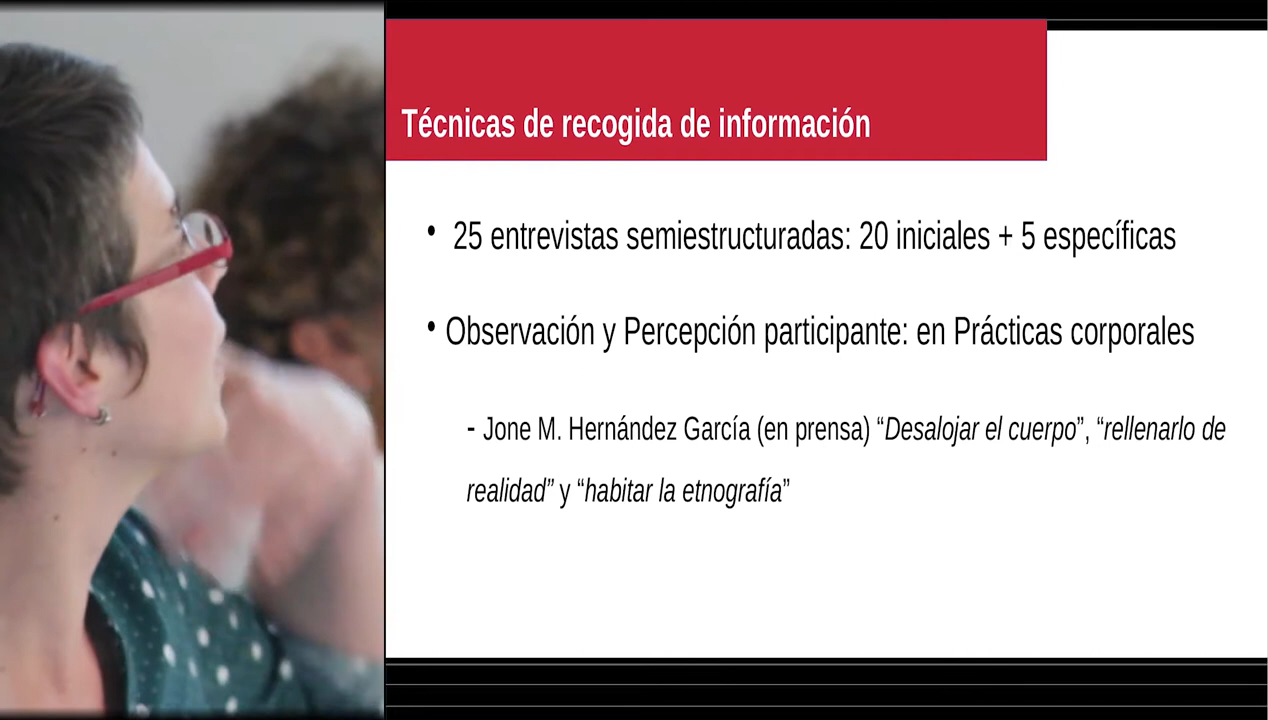 Técnicas de recogida de información
• 25 entrevistas semiestructuradas: 20 iniciales + 5 específicas
• Observación y Percepción participante: en Prácticas corporales
- Jone M. Hernández García (en prensa) “Desalojar el cuerpo”, “rellenarlo de
realidad” y “habitar la etnografía”